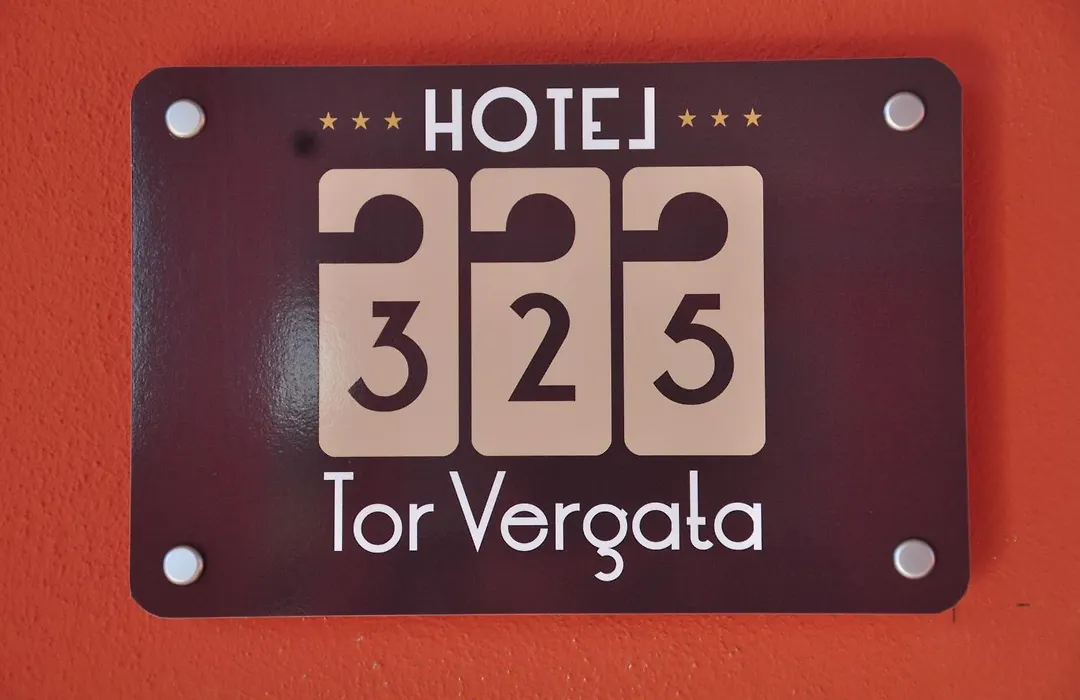 HOTEL
325
Tor Vergata